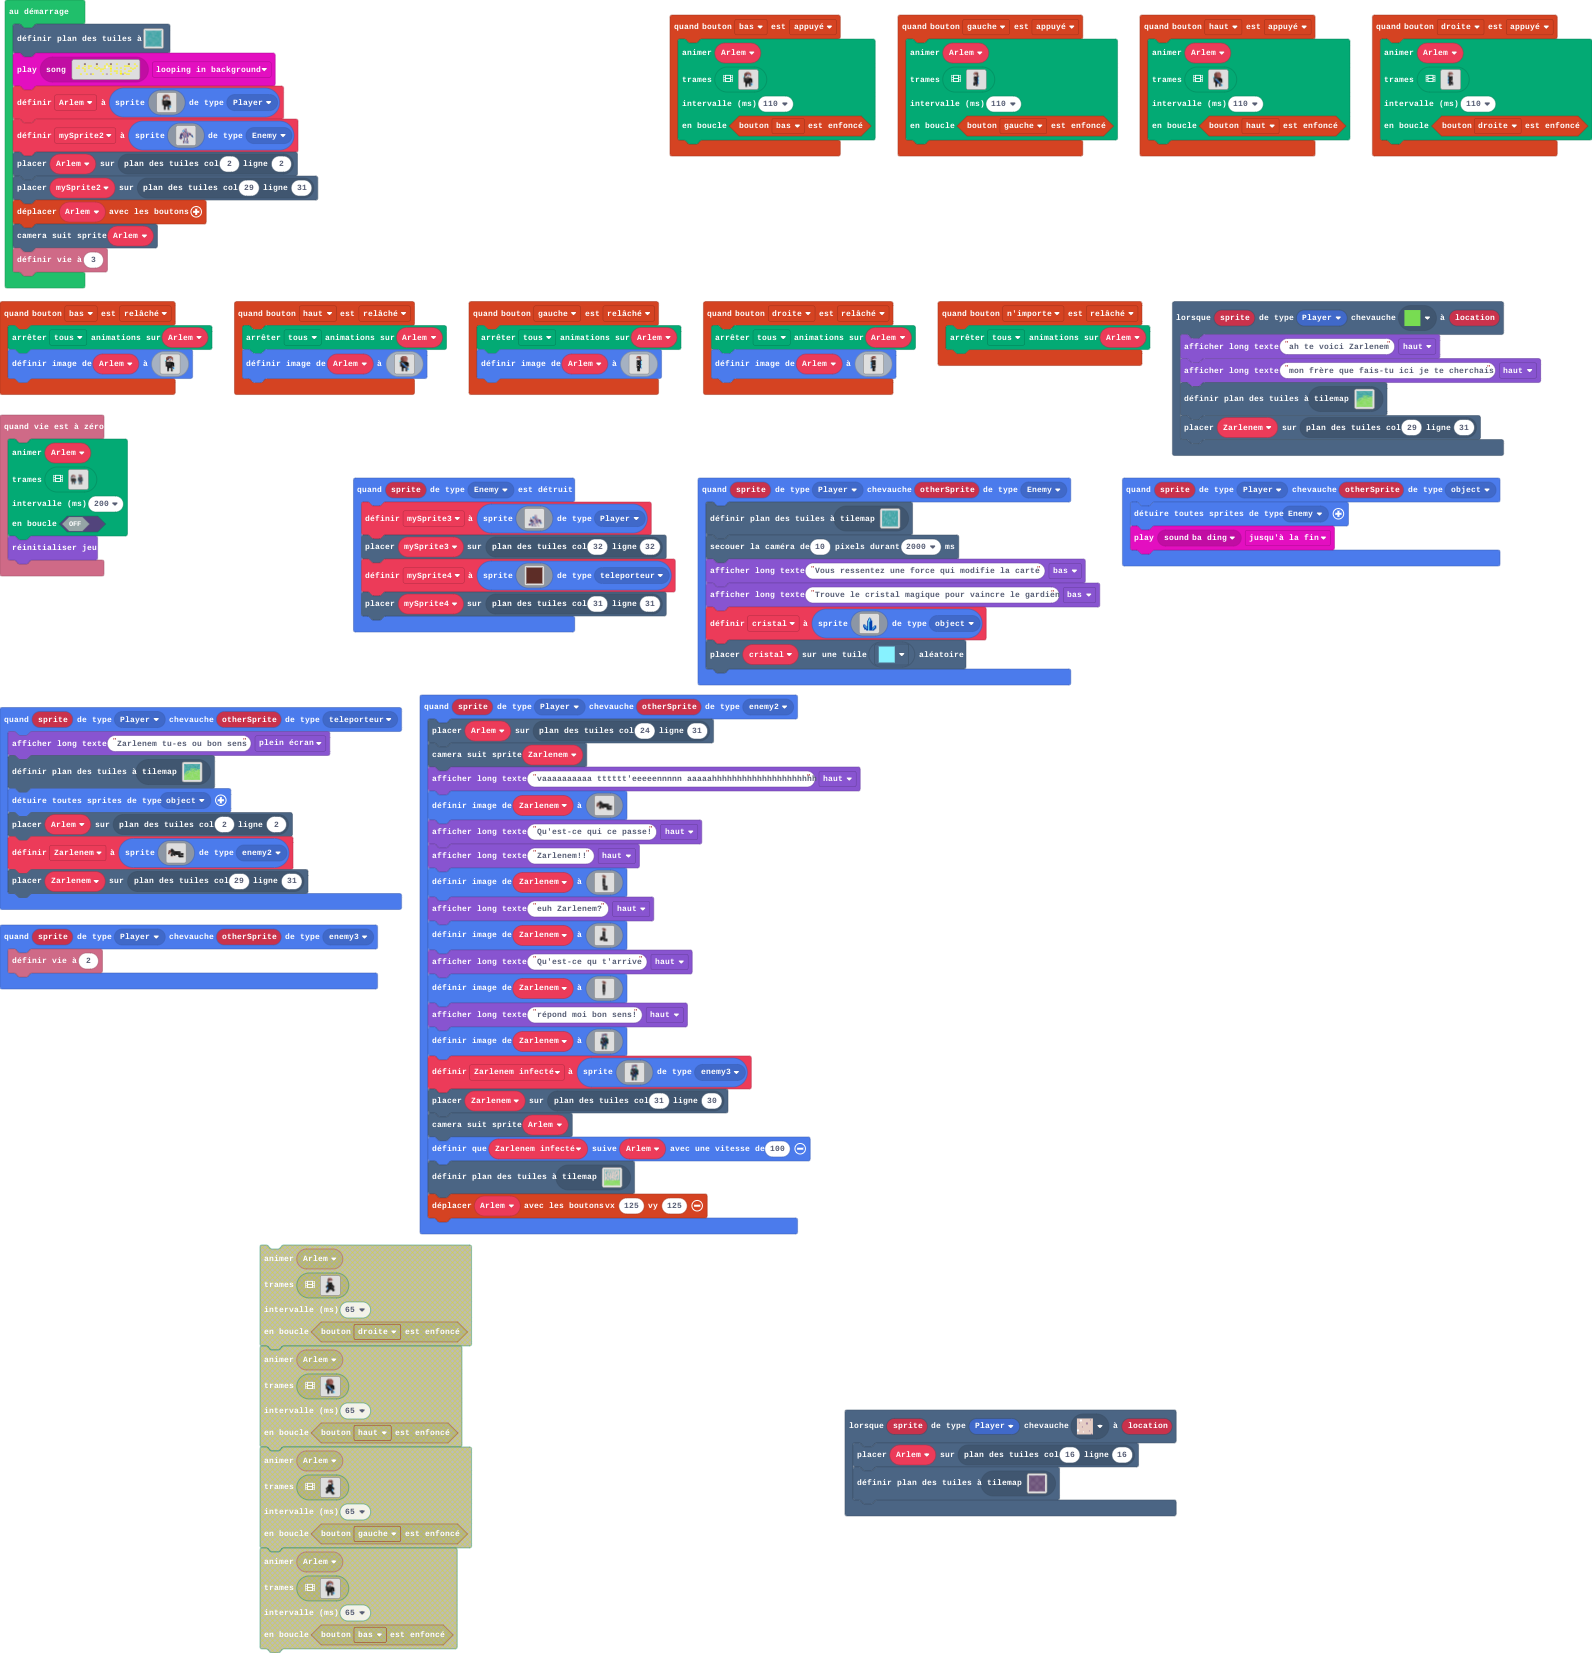 au démarrage
définir plan des tuiles à
play song looping in background
définir Arlem à sprite de type Player
définir mySprite2 à sprite de type Enemy
placer Arlem sur plan des tuiles col 2 ligne 2
placer mySprite2 sur plan des tuiles col 29 ligne 31
déplacer Arlem avec les boutons
camera suit sprite Arlem
définir vie à 3
quand bouton bas est appuyé
animer Arlem
trames
intervalle (ms) 110
en boucle bouton bas est enfoncé
quand bouton gauche est appuyé
animer Arlem
trames
intervalle (ms) 110
en boucle bouton gauche est enfoncé
quand bouton haut est appuyé
animer Arlem
trames
intervalle (ms) 110
en boucle bouton haut est enfoncé
quand bouton droite est appuyé
animer Arlem
trames
intervalle (ms) 110
en boucle bouton droite est enfoncé
quand bouton bas est relâché
arrêter tous animations sur Arlem
définir image de Arlem à
quand bouton haut est relâché
arrêter tous animations sur Arlem
définir image de Arlem à
quand bouton gauche est relâché
arrêter tous animations sur Arlem
définir image de Arlem à
quand bouton droite est relâché
arrêter tous animations sur Arlem
définir image de Arlem à
quand bouton n'importe est relâché
arrêter tous animations sur Arlem
lorsque sprite de type Player chevauche à location
afficher long texte "ah te voici Zarlenem" haut
afficher long texte "mon frère que fais-tu ici je te cherchais" haut
définir plan des tuiles à tilemap
placer Zarlenem sur plan des tuiles col 29 ligne 31
quand vie est à zéro
animer Arlem
trames
intervalle (ms) 200
en boucle OFF
réinitialiser jeu
quand sprite de type Enemy est détruit
définir mySprite3 à sprite de type Player
placer mySprite3 sur plan des tuiles col 32 ligne 32
définir mySprite4 à sprite de type teleporteur
placer mySprite4 sur plan des tuiles col 31 ligne 31
quand sprite de type Player chevauche otherSprite de type Enemy
définir plan des tuiles à tilemap
secouer la caméra de 10 pixels durant 2000 ms
afficher long texte "Vous ressentez une force qui modifie la carte" bas
afficher long texte "Trouve le cristal magique pour vaincre le gardien" bas
définir cristal à sprite de type object
placer cristal sur une tuile aléatoire
quand sprite de type Player chevauche otherSprite de type object
détuire toutes sprites de type Enemy
play sound ba ding jusqu'à la fin
quand sprite de type Player chevauche otherSprite de type teleporteur
afficher long texte "Zarlenem tu-es ou bon sens" plein écran
définir plan des tuiles à tilemap
détuire toutes sprites de type object
placer Arlem sur plan des tuiles col 2 ligne 2
définir Zarlenem à sprite de type enemy2
placer Zarlenem sur plan des tuiles col 29 ligne 31
quand sprite de type Player chevauche otherSprite de type enemy3
définir vie à 2
quand sprite de type Player chevauche otherSprite de type enemy2
placer Arlem sur plan des tuiles col 24 ligne 31
camera suit sprite Zarlenem
afficher long texte haut
définir image de Zarlenem à
afficher long texte "Qu'est-ce qui ce passe!" haut
afficher long texte "Zarlenem!!" haut
définir image de Zarlenem à
afficher long texte "euh Zarlenem?" haut
définir image de Zarlenem à
afficher long texte "Qu'est-ce qu t'arrive" haut
définir image de Zarlenem à
afficher long texte "répond moi bon sens!" haut
définir image de Zarlenem à
définir Zarlenem infecté à sprite de type enemy3
placer Zarlenem sur plan des tuiles col 31 ligne 30
camera suit sprite Arlem
définir que Zarlenem infecté suive Arlem avec une vitesse de 100
définir plan des tuiles à tilemap
déplacer Arlem avec les boutons vx 125 vy 125
animer Arlem
trames
intervalle (ms) 65
en boucle bouton droite est enfoncé
animer Arlem
trames
intervalle (ms) 65
en boucle bouton haut est enfoncé
animer Arlem
trames
intervalle (ms) 65
en boucle bouton gauche est enfoncé
animer Arlem
trames
intervalle (ms) 65
en boucle bouton bas est enfoncé
lorsque sprite de type Player chevauche à location
placer Arlem sur plan des tuiles col 16 ligne 16
définir plan des tuiles à tilemap